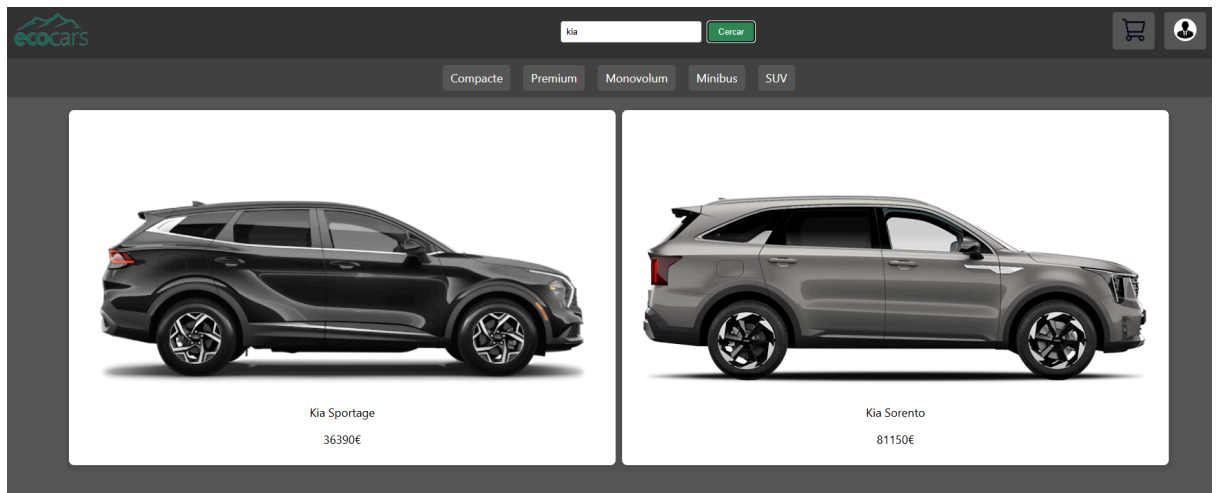 ecocars
kia
Cercar
Compacte
Premium
Monovolum
Minibus
SUV
Kia Sportage
36390€
Kia Sorento
81150€